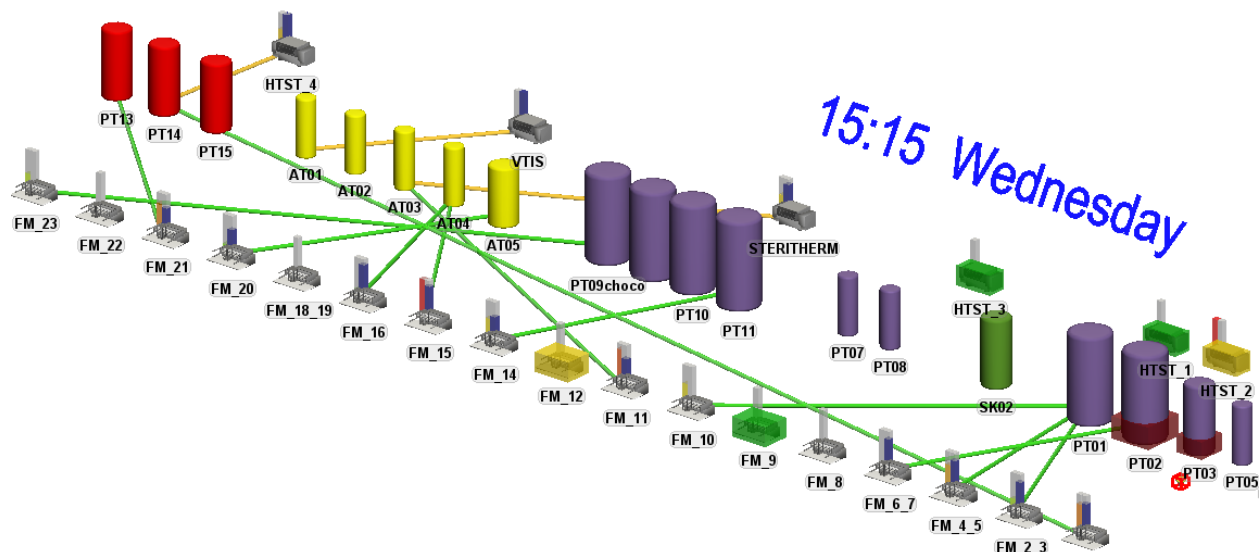 HTST_4
PT13
PT14
PT15
15:15 Wednesday
VTIS
AT01
AT02
AT03
AT04
AT05
FM_23
FM_22
FM_21
FM_20
FM_18_19
FM_16
FM_15
FM_14
FM_12
FM_11
FM_10
FM_9
FM_8
FM_6_7
FM_4_5
FM_2_3
PT09choco
PT10
PT11
STERITHERM
PT07
PT08
HTST_3
SK02
HTST_1
HTST_2
PT01
PT02
PT03
PT05